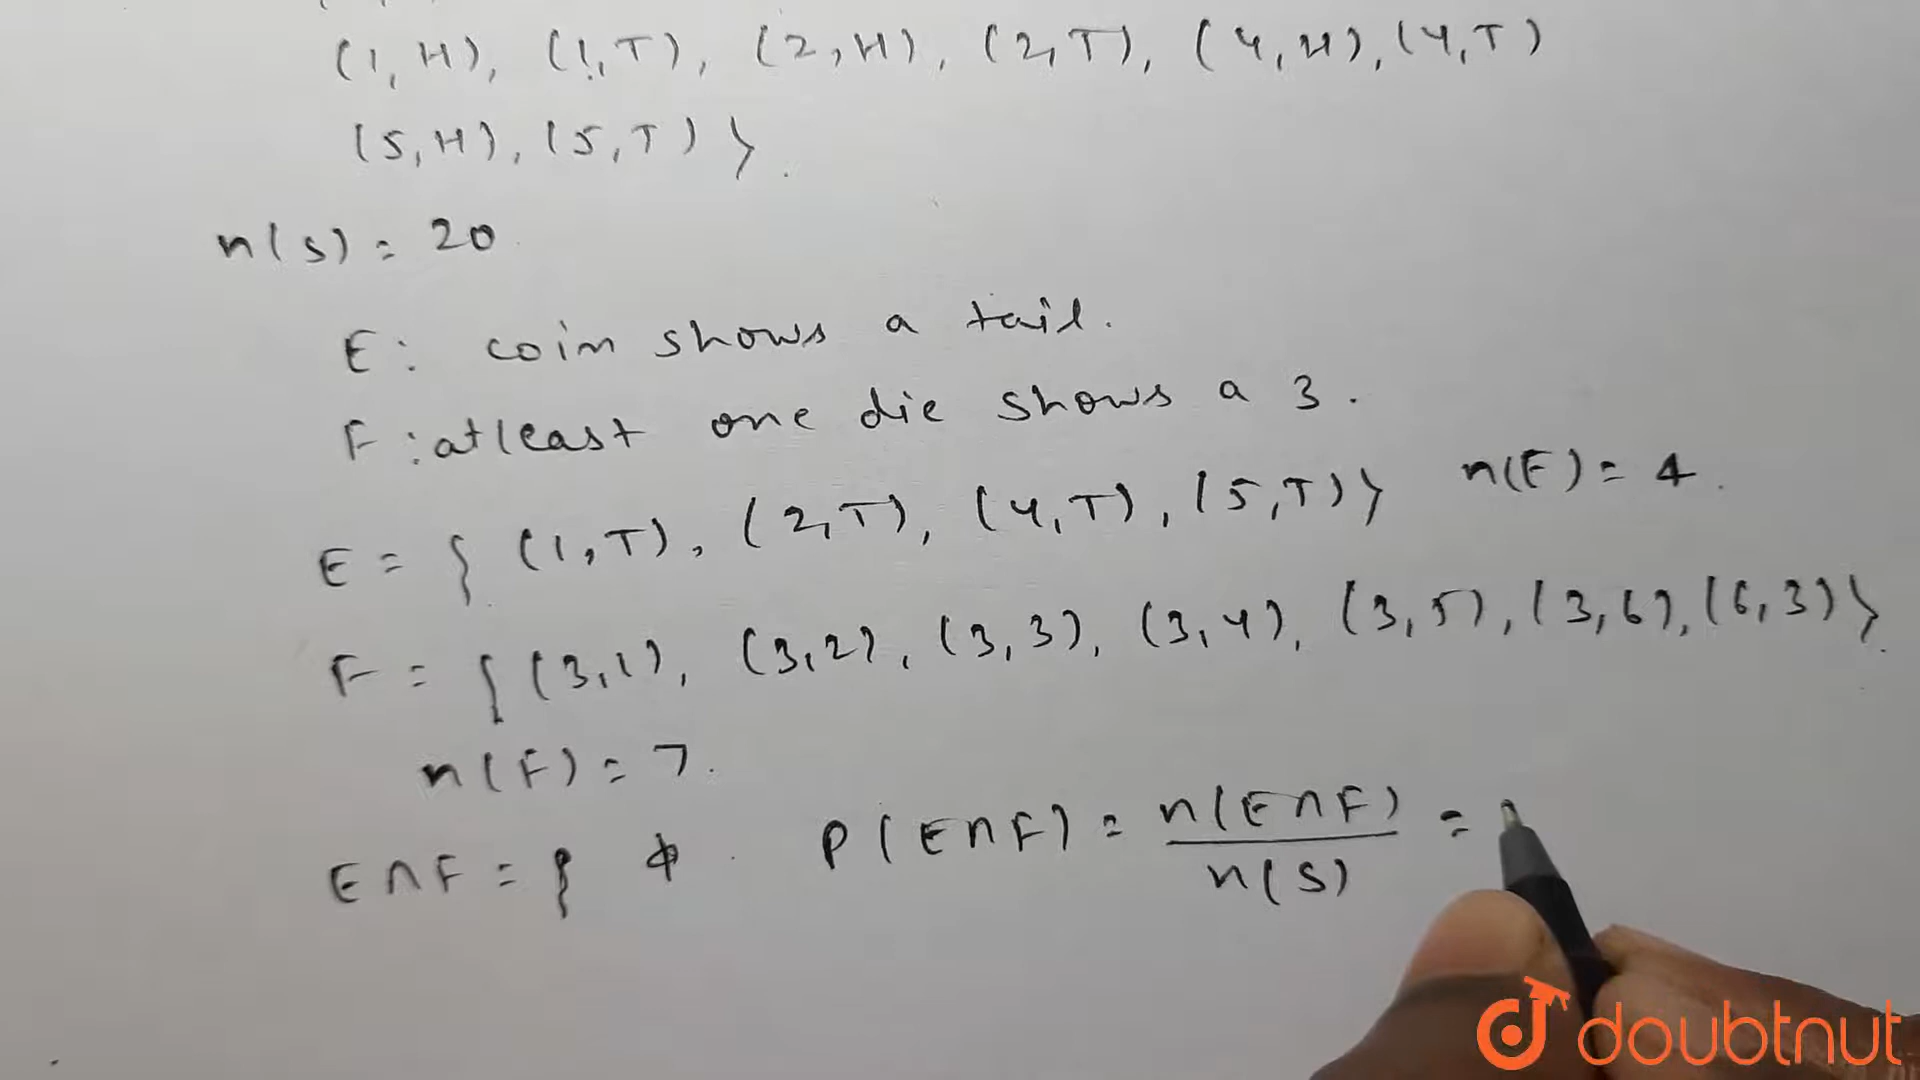 (1, H), (1, T), (2, H), (2, T), (4, H), (4, T)
(5, H), (5, T) }.
n(s) = 20
E: coin shows a tail.
F: atleast one die shows a 3.
E = { (1, T), (2, T), (4, T), (5, T) } n(E) = 4.
F = { (3, 1), (3, 2), (3, 3), (3, 4), (3, 5), (3, 6), (6, 3) }.
n(F) = 7.
E ∩ F = { ϕ. P(E ∩ F) = n(E ∩ F) / n(S) =
doubtnut